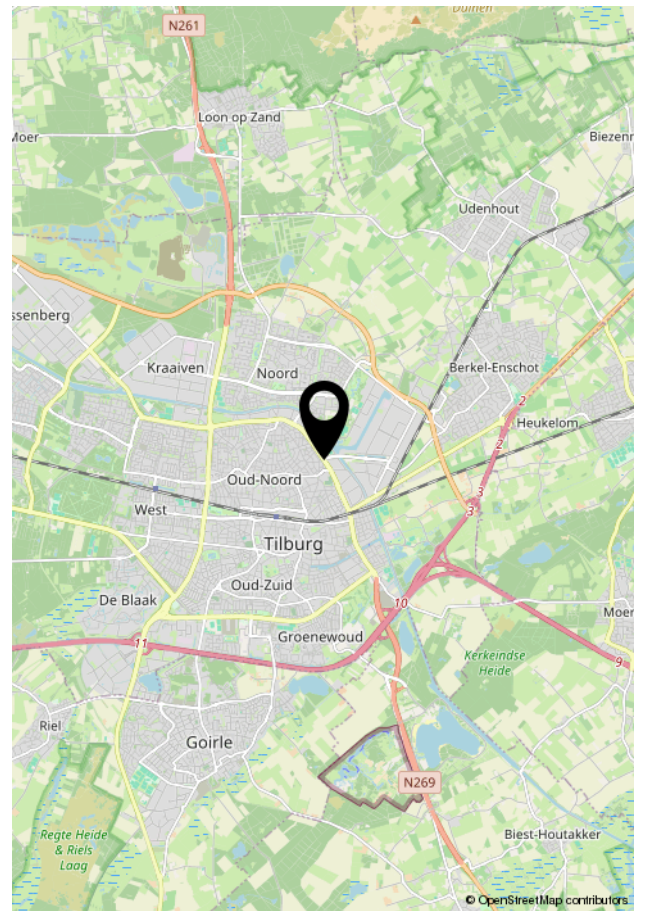 Duinen
N261
Loon op Zand
Moer
Biezenm
Udenhout
ssenberg
Kraaiven
Noord
Berkel-Enschot
2
Heukelom
2
Oud-Noord
3
West
3
Tilburg
Oud-Zuid
De Blaak
10
Moer
Groenewoud
11
Kerkeindse
Heide
9
Riel
Goirle
N269
Regte Heide
& Riels
Laag
Biest-Houtakker
© OpenStreetMap contributors